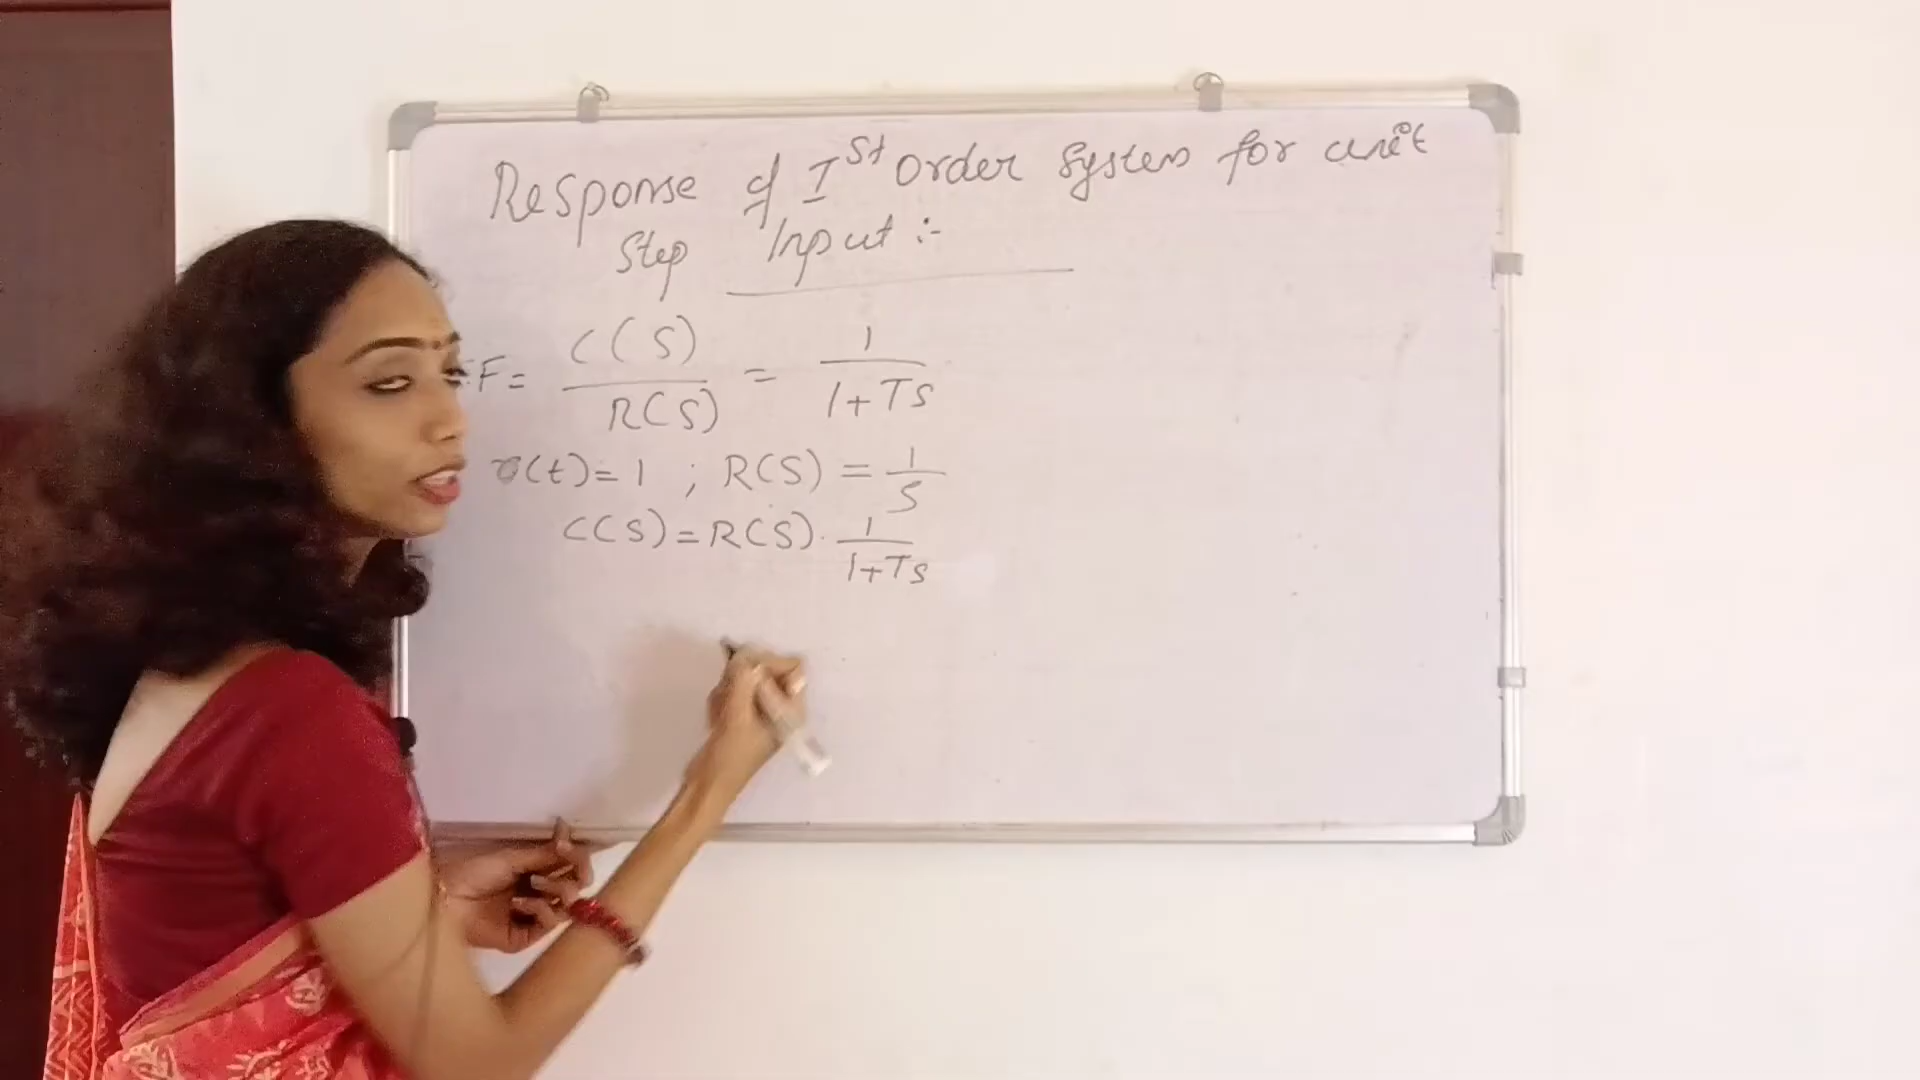 Response of Ist order System for unit
Step Input :-
F = C(S) / R(S) = 1 / 1+Ts
r(t) = 1 ; R(S) = 1 / S
C(S) = R(S) . 1 / 1+Ts